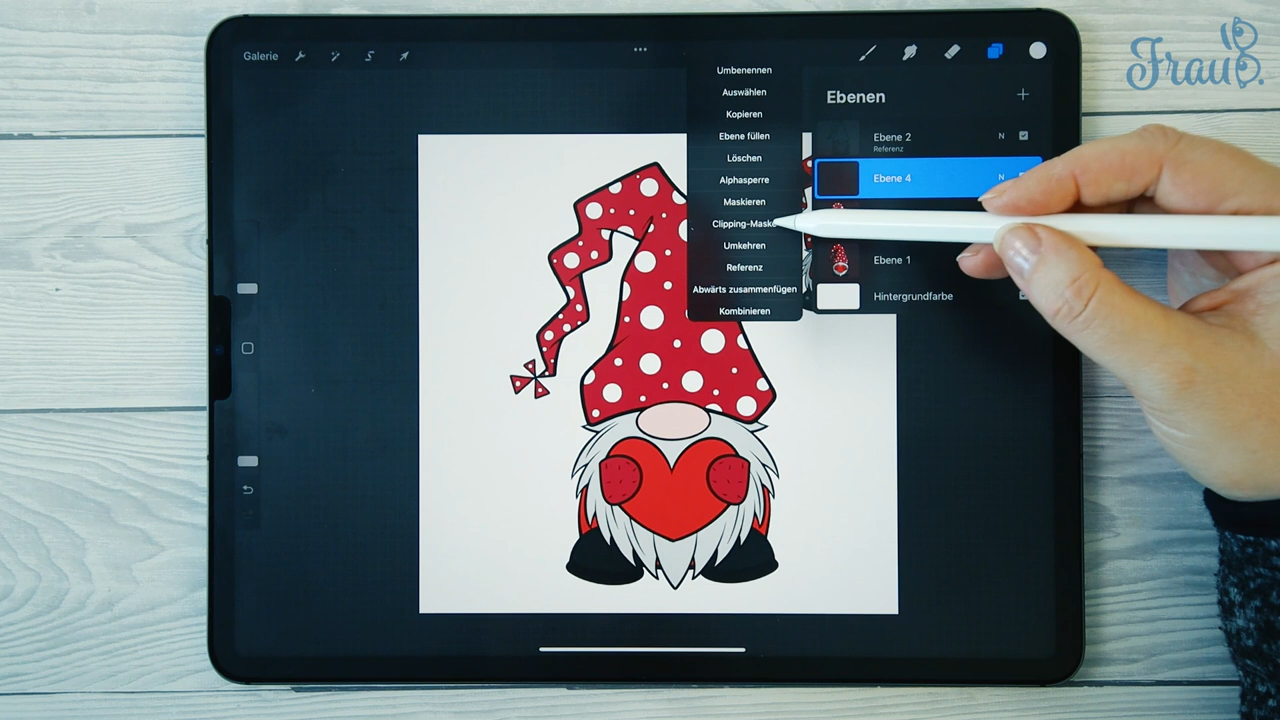 Frau B.
Galerie
Umbenennen
Auswählen
Kopieren
Ebene füllen
Löschen
Alphasperre
Maskieren
Clipping-Maske
Umkehren
Referenz
Abwärts zusammenfügen
Kombinieren
Ebenen
Ebene 2
N
Referenz
Ebene 4
N
Ebene 1
Hintergrundfarbe